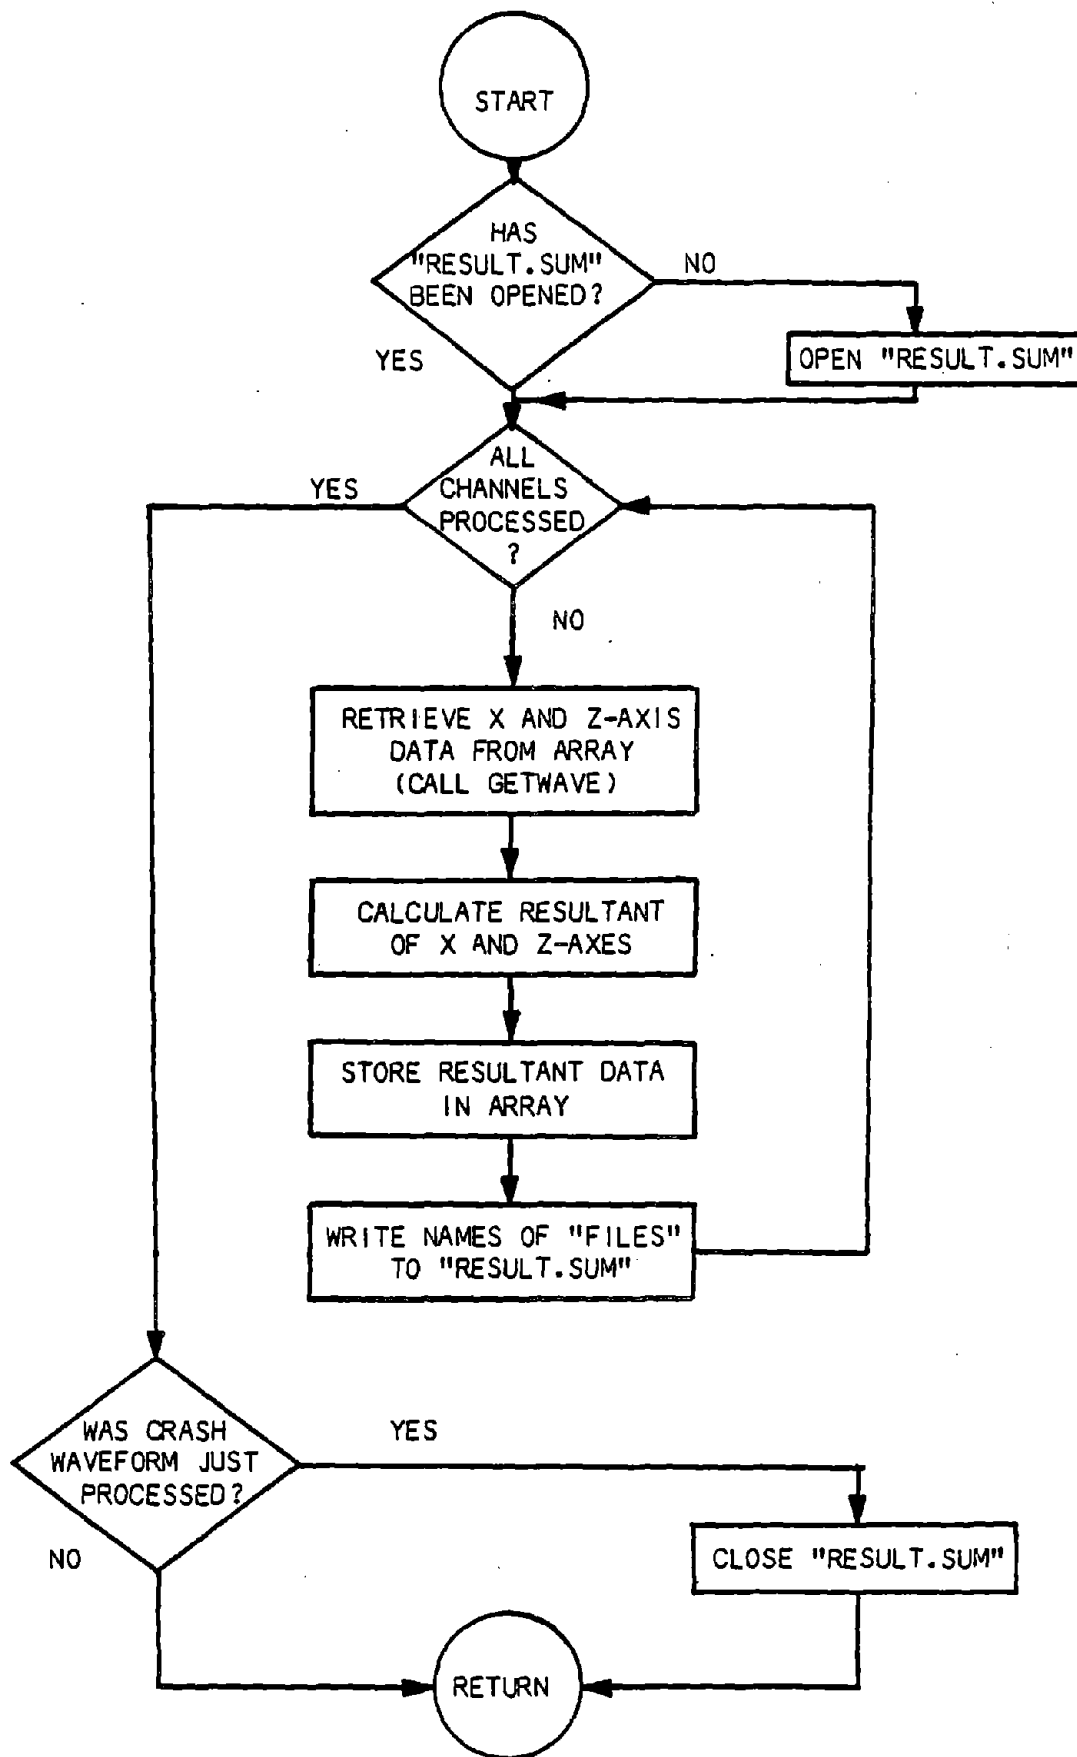 START
HAS
"RESULT.SUM"
BEEN OPENED?
NO
YES
OPEN "RESULT.SUM"
ALL
CHANNELS
PROCESSED
?
YES
NO
RETRIEVE X AND Z-AXIS
DATA FROM ARRAY
(CALL GETWAVE)
CALCULATE RESULTANT
OF X AND Z-AXES
STORE RESULTANT DATA
IN ARRAY
WRITE NAMES OF "FILES"
TO "RESULT.SUM"
WAS CRASH
WAVEFORM JUST
PROCESSED?
YES
NO
CLOSE "RESULT.SUM"
RETURN